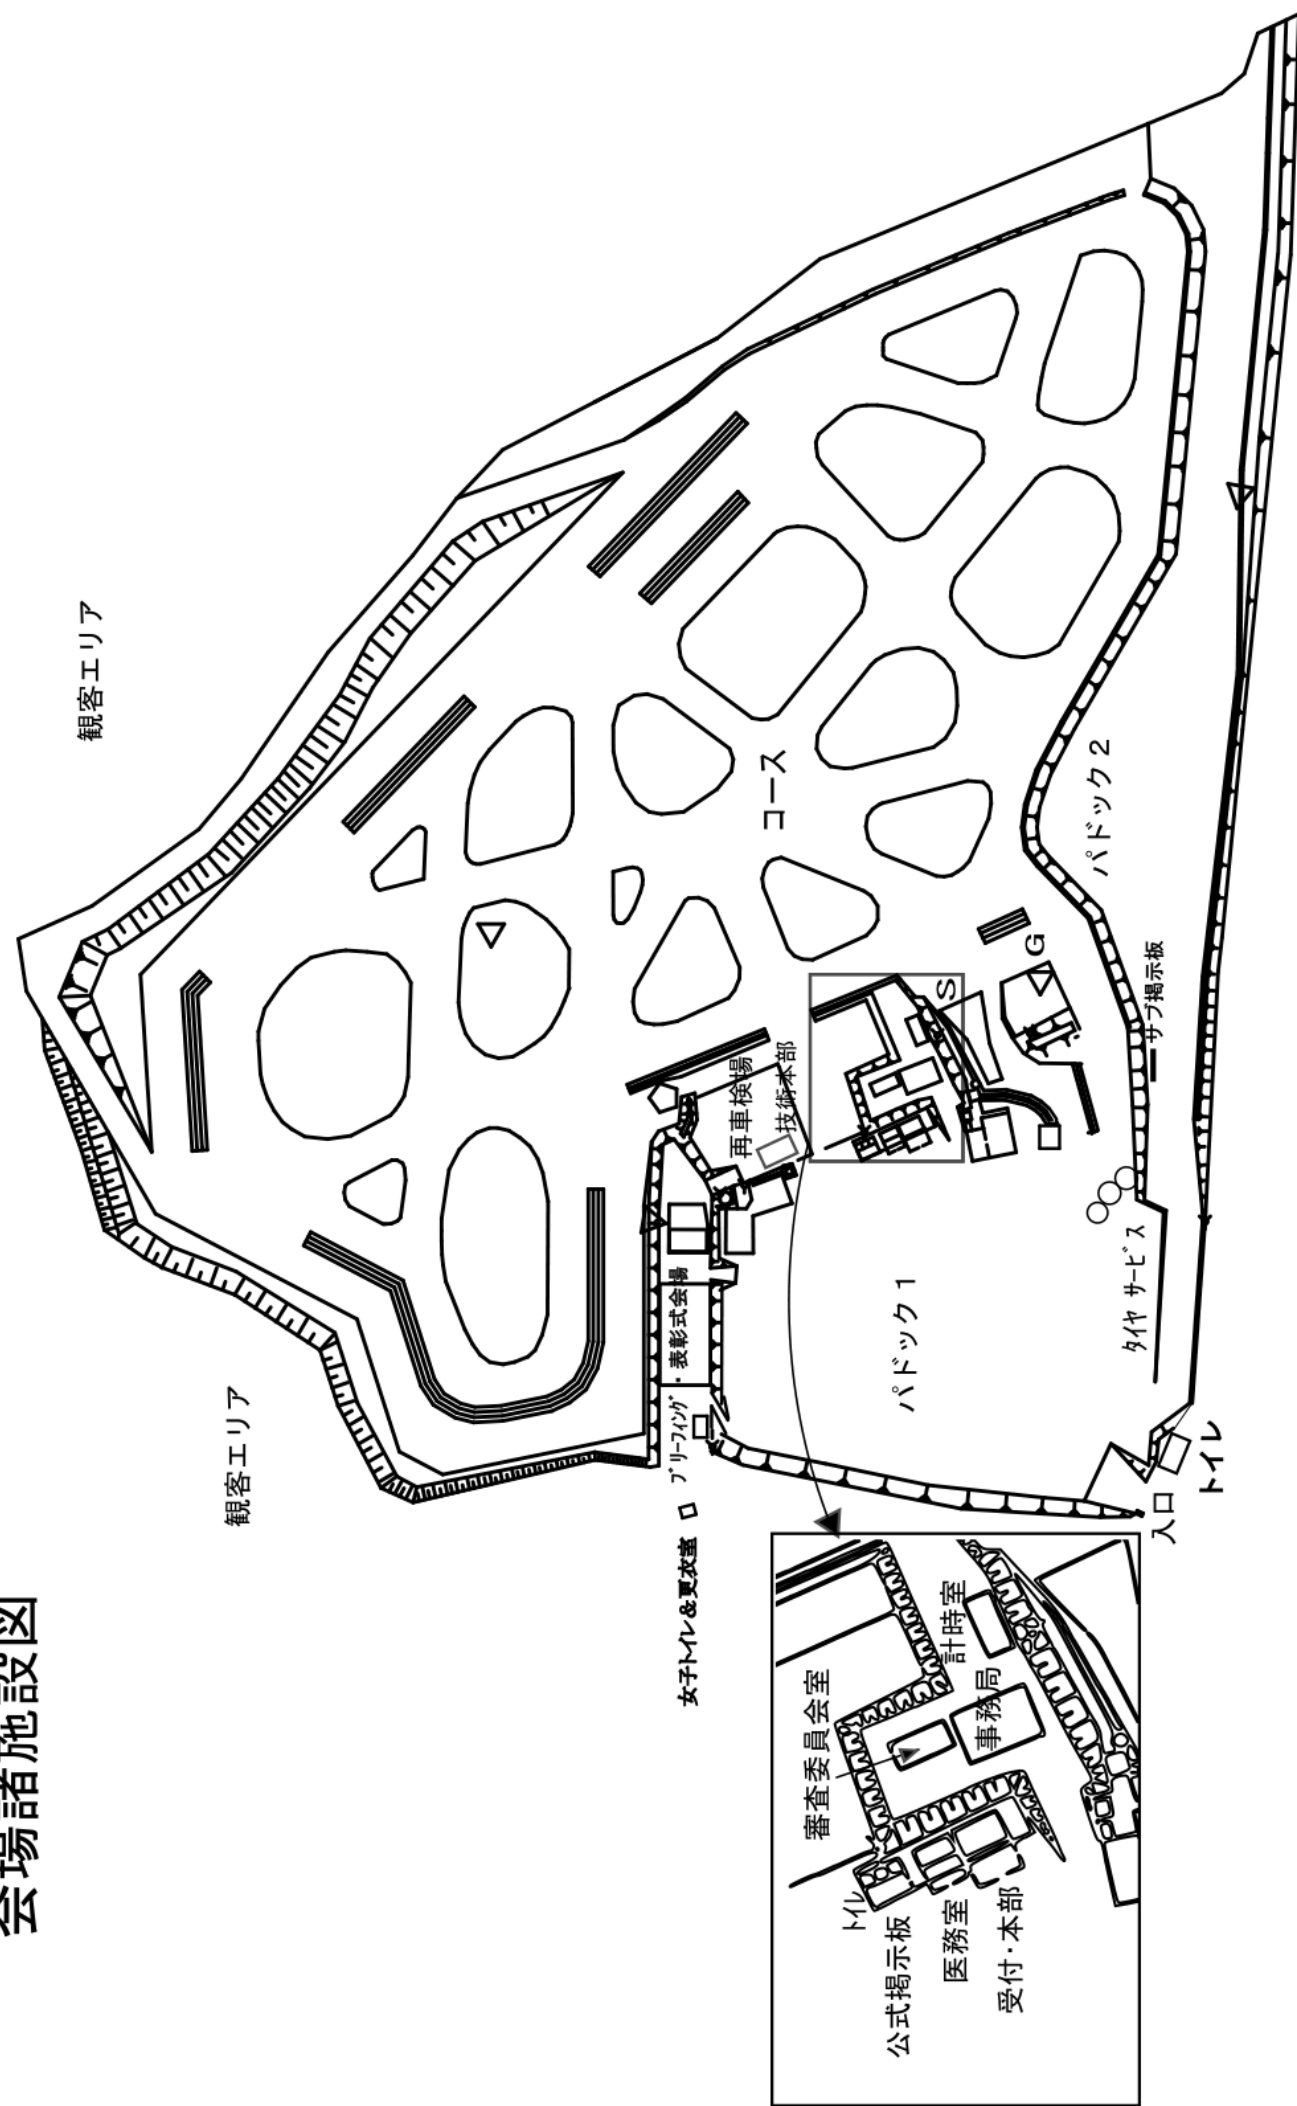 会場諸施設図
観客エリア
観客エリア
コース
パドック２
サブ掲示板
G
S
再車検場
技術本部
ﾌﾞﾘｰﾌｨﾝｸﾞ・表彰式会場
女子ﾄｲﾚ&更衣室
パドック１
ﾀｲﾔ ｻｰﾋﾞｽ
入口
トイレ
審査委員会室
計時室
事務局
ﾄｲﾚ
公式掲示板
医務室
受付・本部